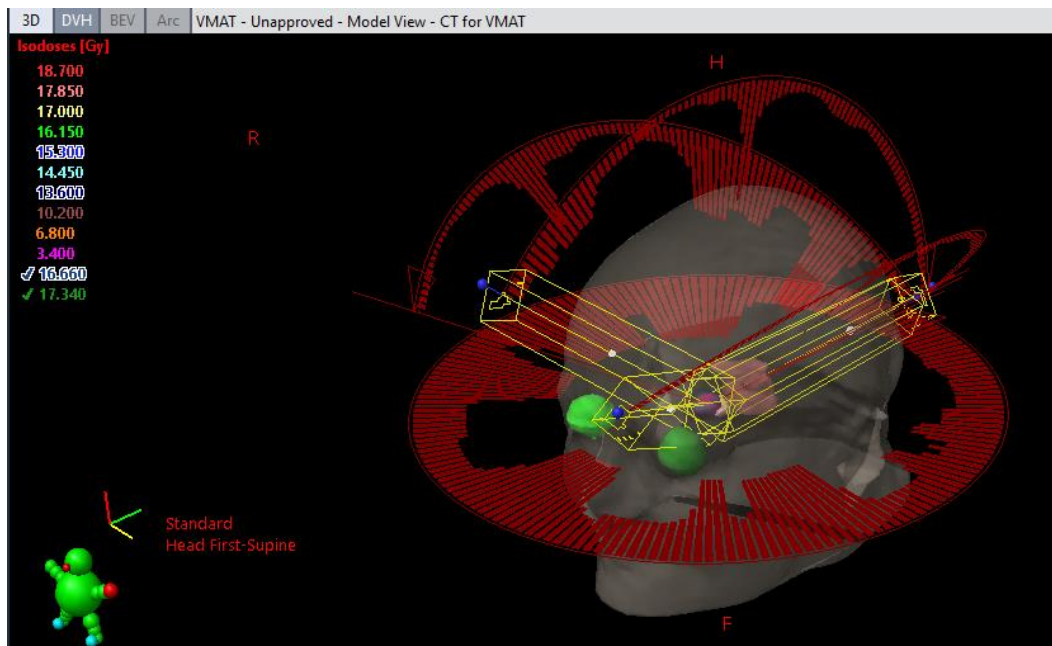 3D DVH BEV Arc VMAT - Unapproved - Model View - CT for VMAT
Isodoses [Gy]
18.700
17.850
17.000
16.150
15.300
14.450
13.600
10.200
6.800
3.400
✓ 16.660
✓ 17.340
H
R
Standard
Head First-Supine
F